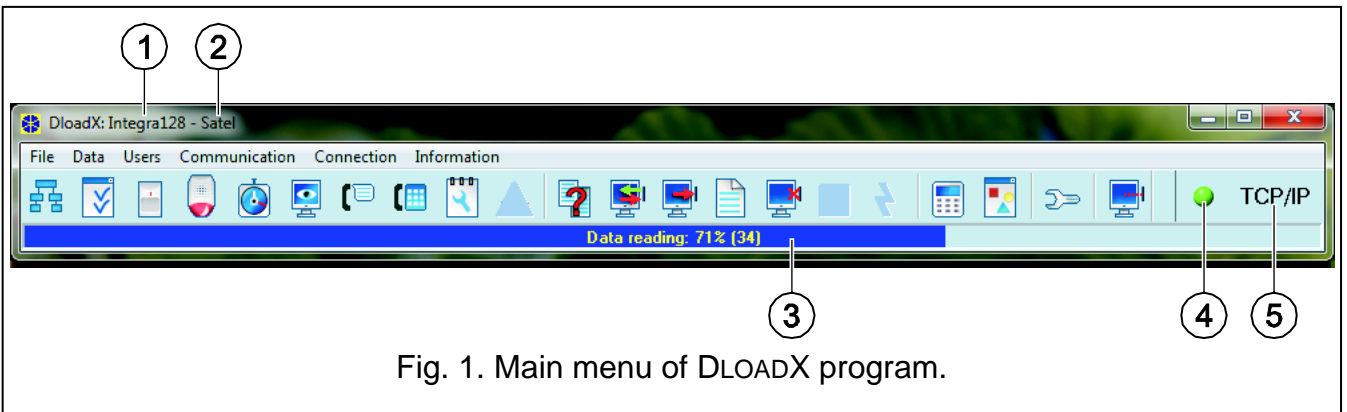 1 2
DloadX: Integra128 - Satel
File Data Users Communication Connection Information
TCP/IP
Data reading: 71% (34)
3 4 5
Fig. 1. Main menu of DLOADX program.